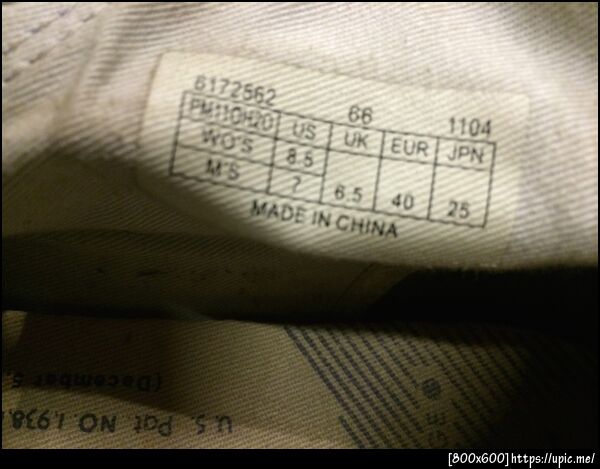 6172562 66 1104
PM11OH20 US UK EUR JPN
WO'S 8.5
M'S 7 6.5 40 25
MADE IN CHINA
(December 5,
U.S. Pat NO. 1,938,
[800x600]https://upic.me/